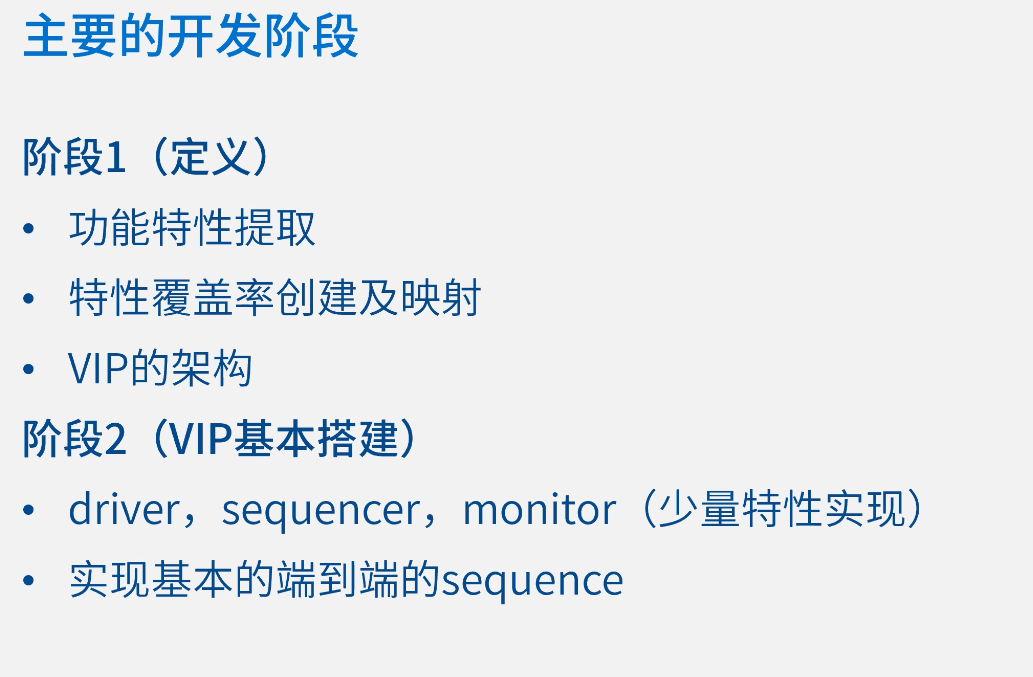 主要的开发阶段
阶段1（定义）
• 功能特性提取
• 特性覆盖率创建及映射
• VIP的架构
阶段2（VIP基本搭建）
• driver，sequencer，monitor（少量特性实现）
• 实现基本的端到端的sequence